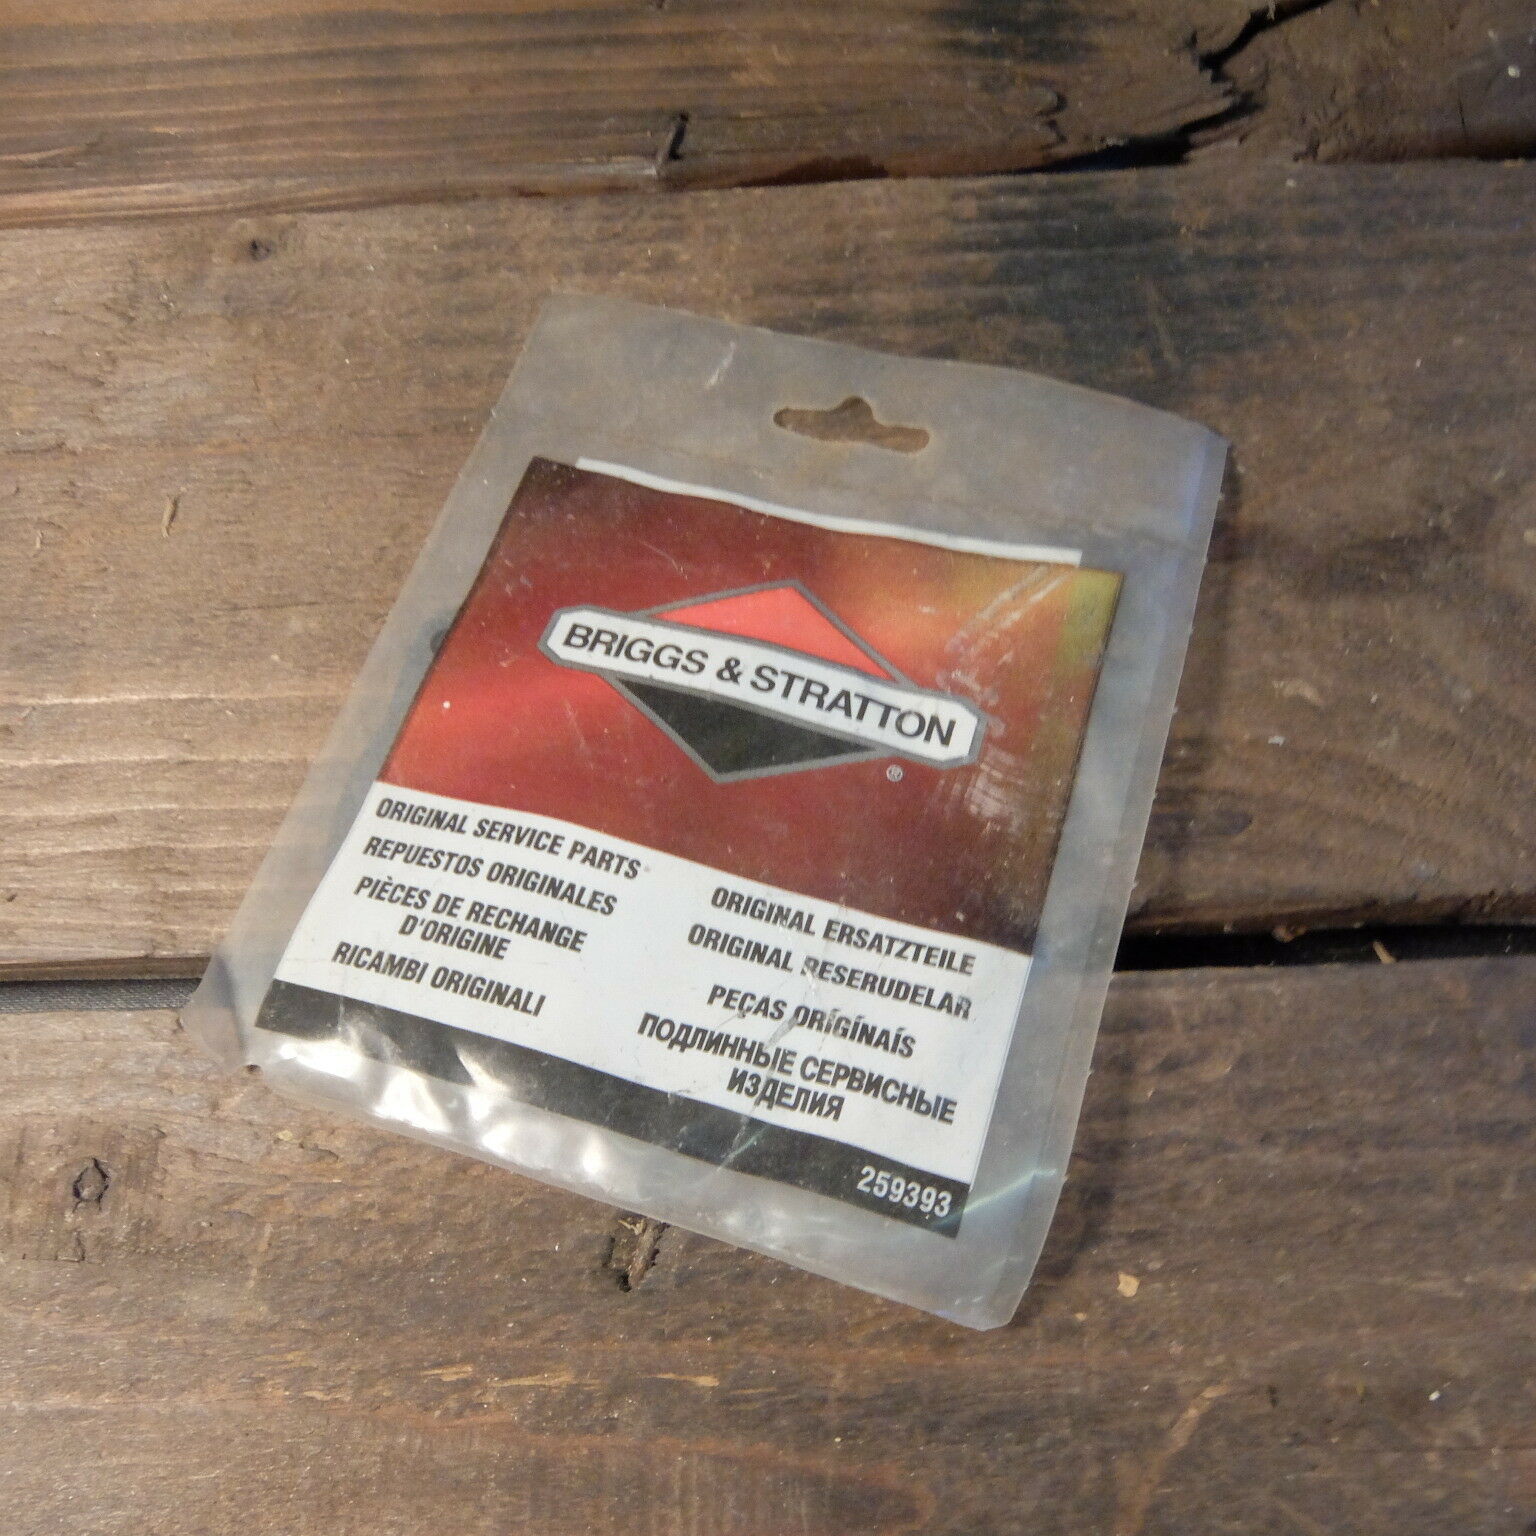 BRIGGS & STRATTON
®
ORIGINAL SERVICE PARTS
REPUESTOS ORIGINALES
PIÈCES DE RECHANGE
D'ORIGINE
RICAMBI ORIGINALI
ORIGINAL ERSATZTEILE
ORIGINAL RESERUDELAR
PEÇAS ORÍGÍNAÍS
ПОДЛИННЫЕ СЕРВИСНЫЕ
ИЗДЕЛИЯ
259393